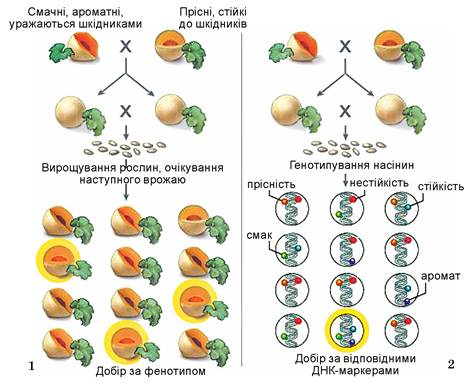 Смачні, ароматні,
уражаються шкідниками
Прісні, стійкі
до шкідників
X
X
Вирощування рослин, очікування
наступного врожаю
1
Добір за фенотипом
X
X
Генотипування насінин
прісність
нестійкість
стійкість
смак
аромат
Добір за відповідними
ДНК-маркерами
2